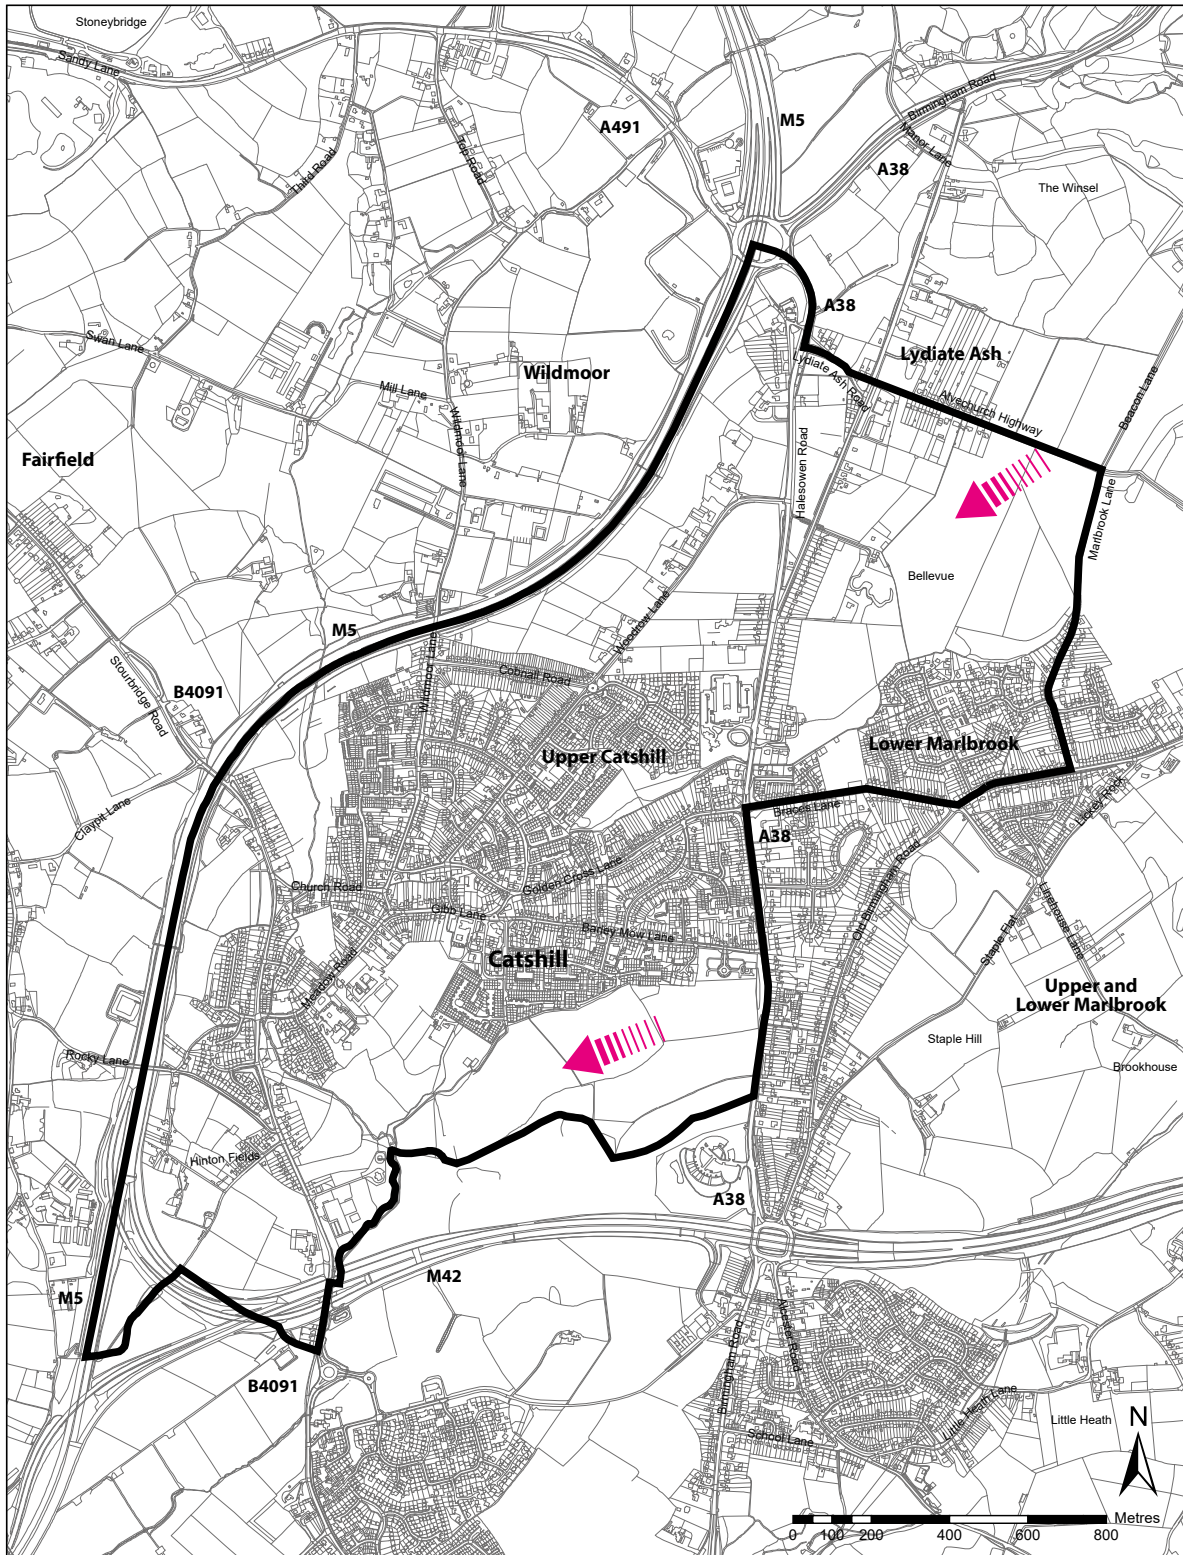 Stoneybridge
Sandy Lane
Birmingham Road
M5
A491
Manor Lane
Top Road
Third Road
A38
The Winsel
A38
Swan Lane
Lydiate Ash
Lydiate Ash Road
Wildmoor
Mill Lane
Alvechurch Highway
Beacon Lane
Wildmoor Lane
Fairfield
Halesowen Road
Marlbrook Lane
Bellevue
Woodrow Lane
M5
Cobnall Road
Wildmoor Lane
Stourbridge Road
B4091
Upper Catshill
Lower Marlbrook
Claypit Lane
Braces Lane
Lickey Rock
A38
Golden Cross Lane
Church Road
Gibb Lane
Barley Mow Lane
Old Birmingham Road
Linehouse Lane
Staple Flat
Catshill
Meadow Road
Upper and
Lower Marlbrook
Staple Hill
Rocky Lane
Brookhouse
Hinton Fields
A38
M42
M5
B4091
Birmingham Road
Alcester Road
Little Heath Lane
School Lane
Little Heath
N
Metres
0 100 200 400 600 800